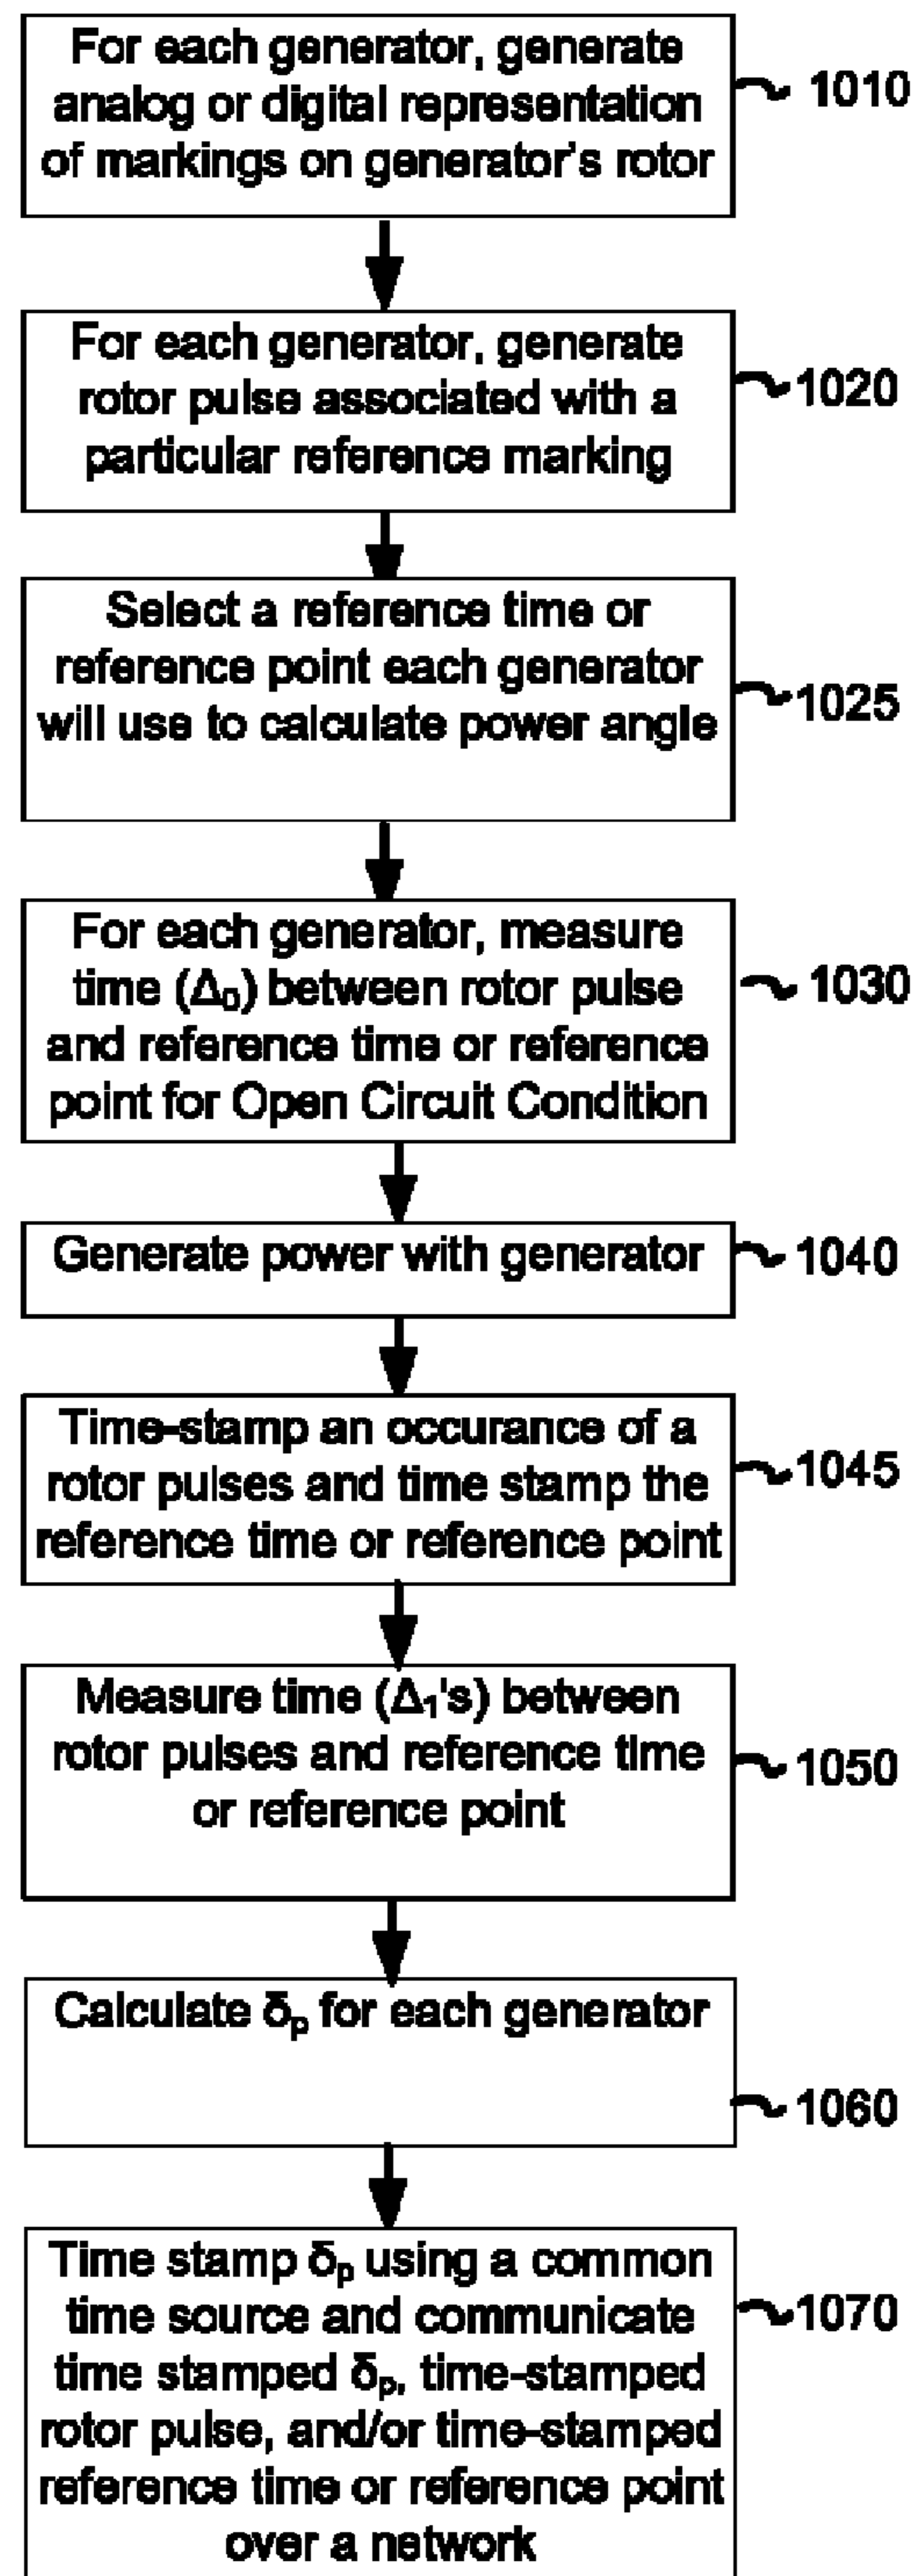 For each generator, generate
analog or digital representation
of markings on generator's rotor
1010
For each generator, generate
rotor pulse associated with a
particular reference marking
1020
Select a reference time or
reference point each generator
will use to calculate power angle
1025
For each generator, measure
time (Δ₀) between rotor pulse
and reference time or reference
point for Open Circuit Condition
1030
Generate power with generator
1040
Time-stamp an occurance of a
rotor pulses and time stamp the
reference time or reference point
1045
Measure time (Δ₁'s) between
rotor pulses and reference time
or reference point
1050
Calculate δₚ for each generator
1060
Time stamp δₚ using a common
time source and communicate
time stamped δₚ, time-stamped
rotor pulse, and/or time-stamped
reference time or reference point
over a network
1070